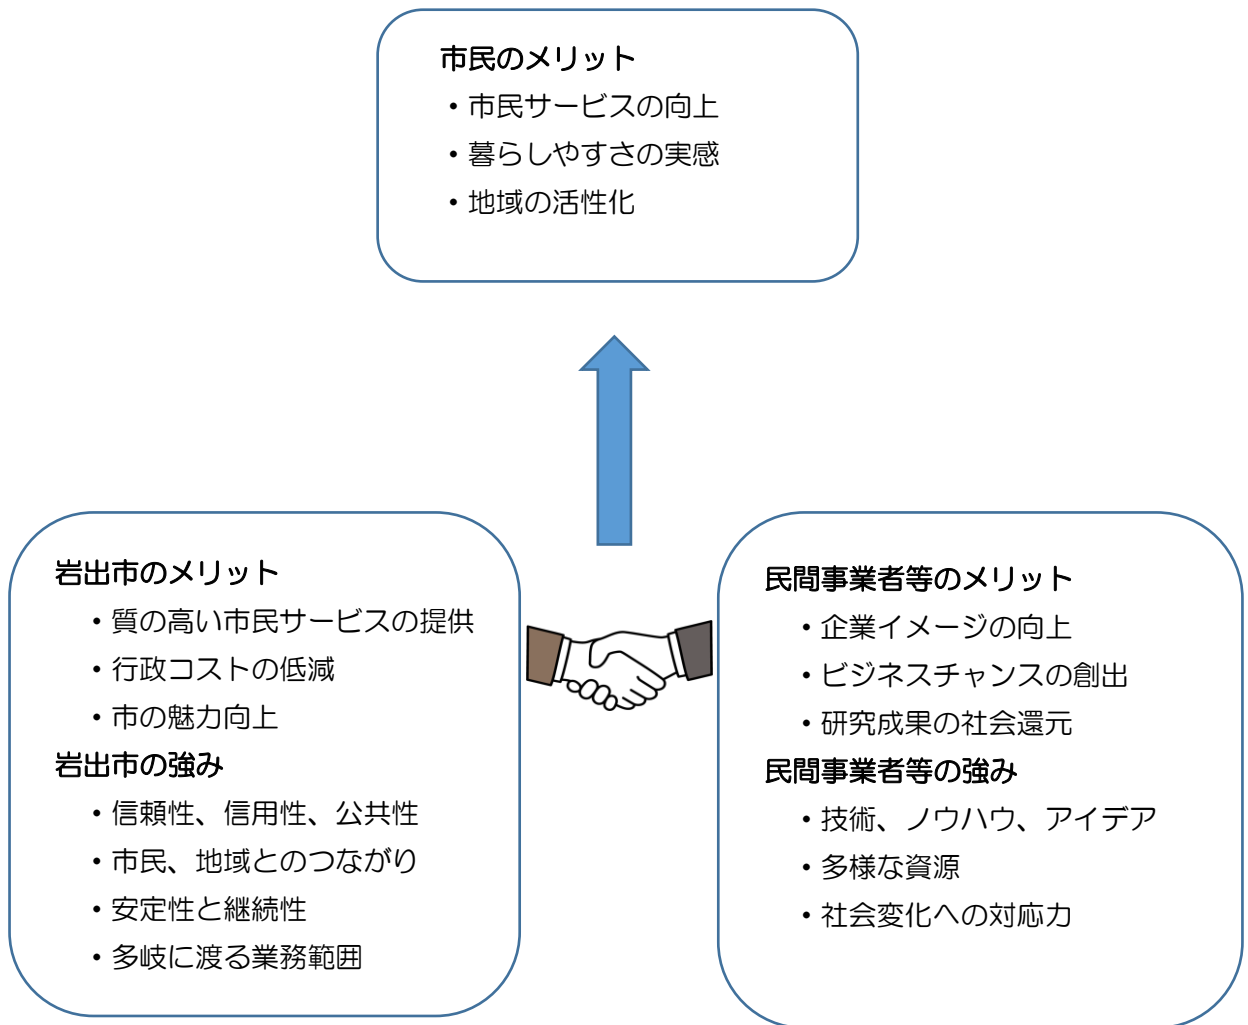 市民のメリット
・市民サービスの向上
・暮らしやすさの実感
・地域の活性化
岩出市のメリット
・質の高い市民サービスの提供
・行政コストの低減
・市の魅力向上
岩出市の強み
・信頼性、信用性、公共性
・市民、地域とのつながり
・安定性と継続性
・多岐に渡る業務範囲
民間事業者等のメリット
・企業イメージの向上
・ビジネスチャンスの創出
・研究成果の社会還元
民間事業者等の強み
・技術、ノウハウ、アイデア
・多様な資源
・社会変化への対応力